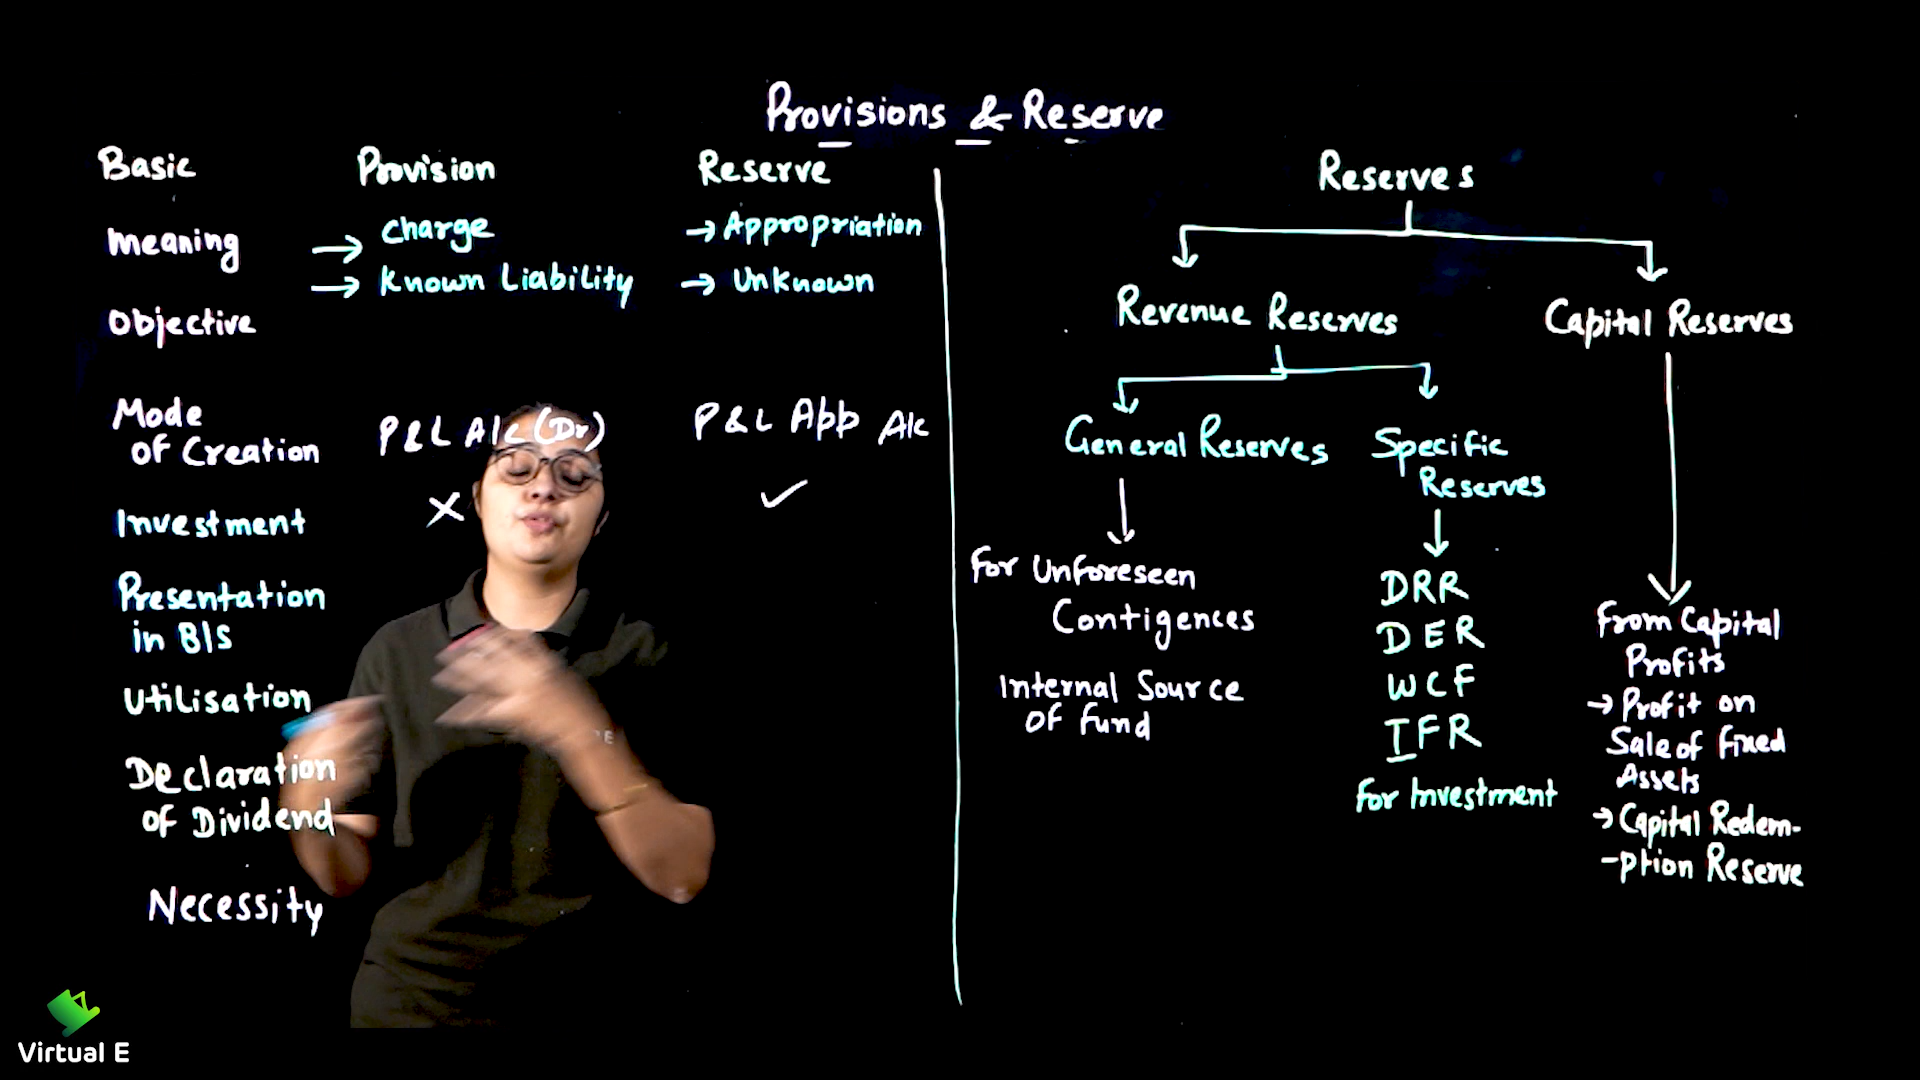 Provisions & Reserve
Basic Provision Reserve
Meaning → Charge → Appropriation
→ Known Liability → Unknown
Objective
Mode of Creation P&L A/c (Dr) P & L App A/c
Investment ✗ ✓
Presentation
in B/S
Utilisation
Declaration
of Dividend
Necessity
Reserves
Revenue Reserves Capital Reserves
General Reserves Specific
Reserves
For Unforeseen
Contigences
Internal Source
of Fund
DRR
DER
WCF
IFR
For Investment
From Capital
Profits
→ Profit on
Sale of Fixed
Assets
→ Capital Redem-
-ption Reserve
RE
Virtual E